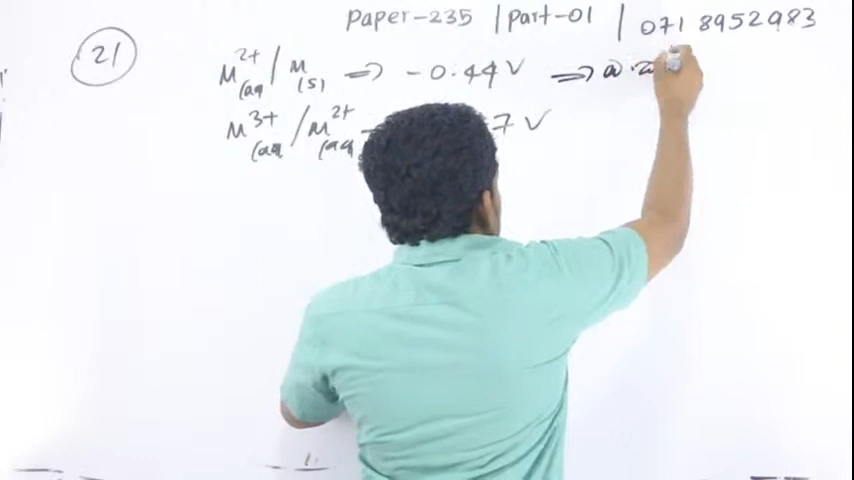 Paper-235 | Part-01 | 071 8952983
21
M²⁺(aq / M(s) => -0.44 V =>
M³⁺(aq / M²⁺(aq 7 V